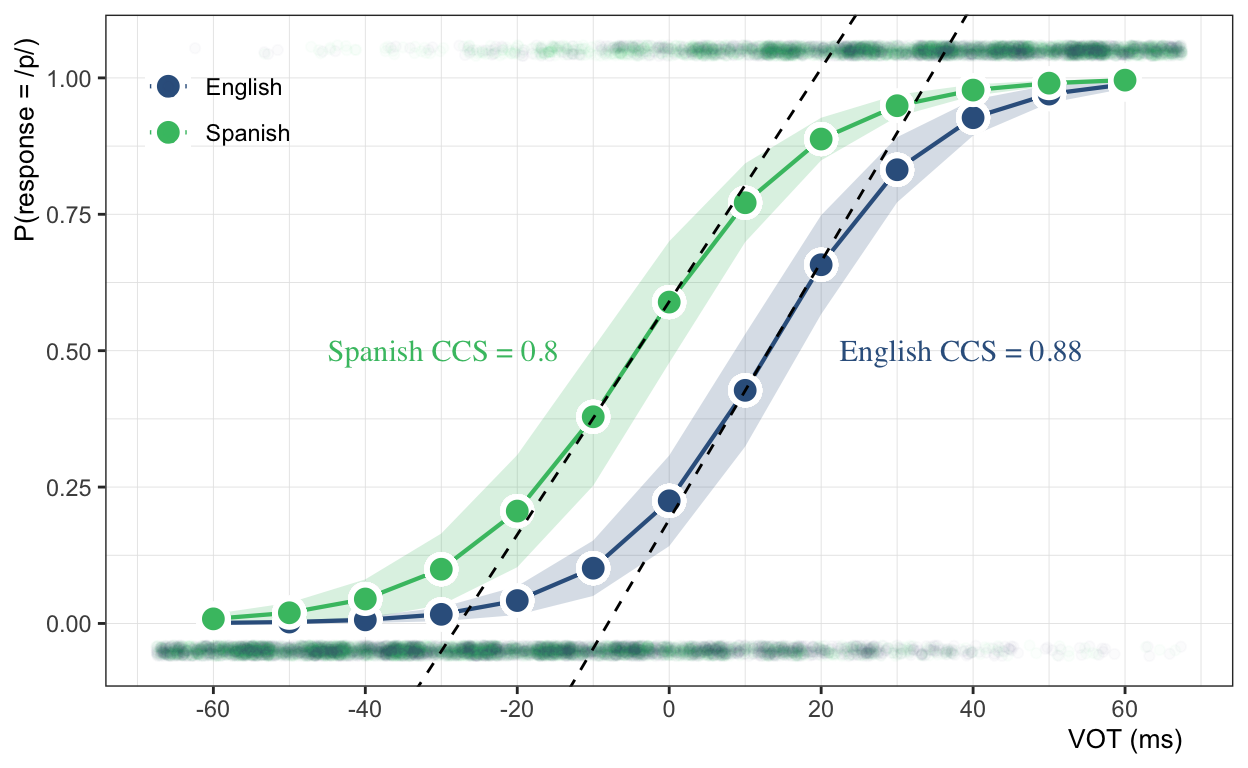 P(response = /p/)
1.00
0.75
0.50
0.25
0.00
English
Spanish
Spanish CCS = 0.8
English CCS = 0.88
-60 -40 -20 0 20 40 60
VOT (ms)